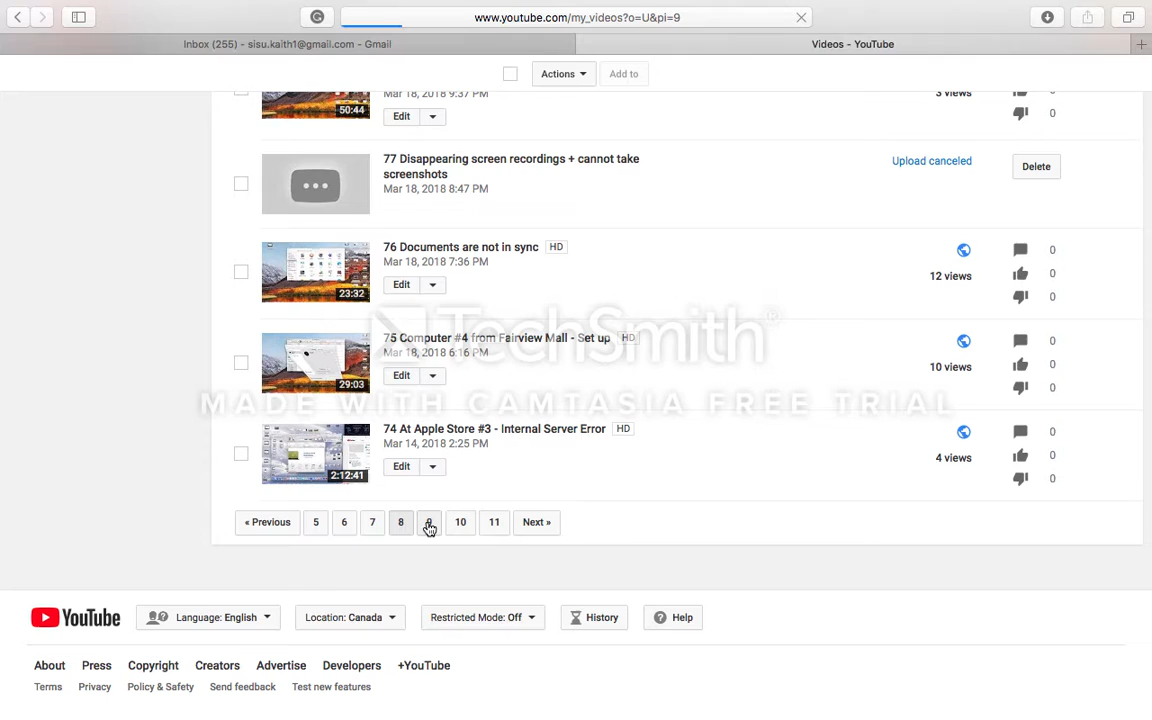 www.youtube.com/my_videos?o=U&pi=9
Inbox (255) - sisu.kaith1@gmail.com - Gmail
Videos - YouTube
Actions
Add to
50:44
Mar 18, 2018 9:37 PM
3 views
Edit
0
77 Disappearing screen recordings + cannot take
screenshots
Mar 18, 2018 8:47 PM
Upload canceled
Delete
76 Documents are not in sync HD
Mar 18, 2018 7:36 PM
Edit
23:32
12 views
0
0
0
75 Computer #4 from Fairview Mall - Set up HD
Mar 18, 2018 6:16 PM
Edit
29:03
10 views
0
0
0
TechSmith®
MADE WITH CAMTASIA FREE TRIAL
74 At Apple Store #3 - Internal Server Error HD
Mar 14, 2018 2:25 PM
Edit
2:12:41
4 views
0
0
0
« Previous 5 6 7 8 9 10 11 Next »
YouTube
Language: English
Location: Canada
Restricted Mode: Off
History
Help
About Press Copyright Creators Advertise Developers +YouTube
Terms Privacy Policy & Safety Send feedback Test new features